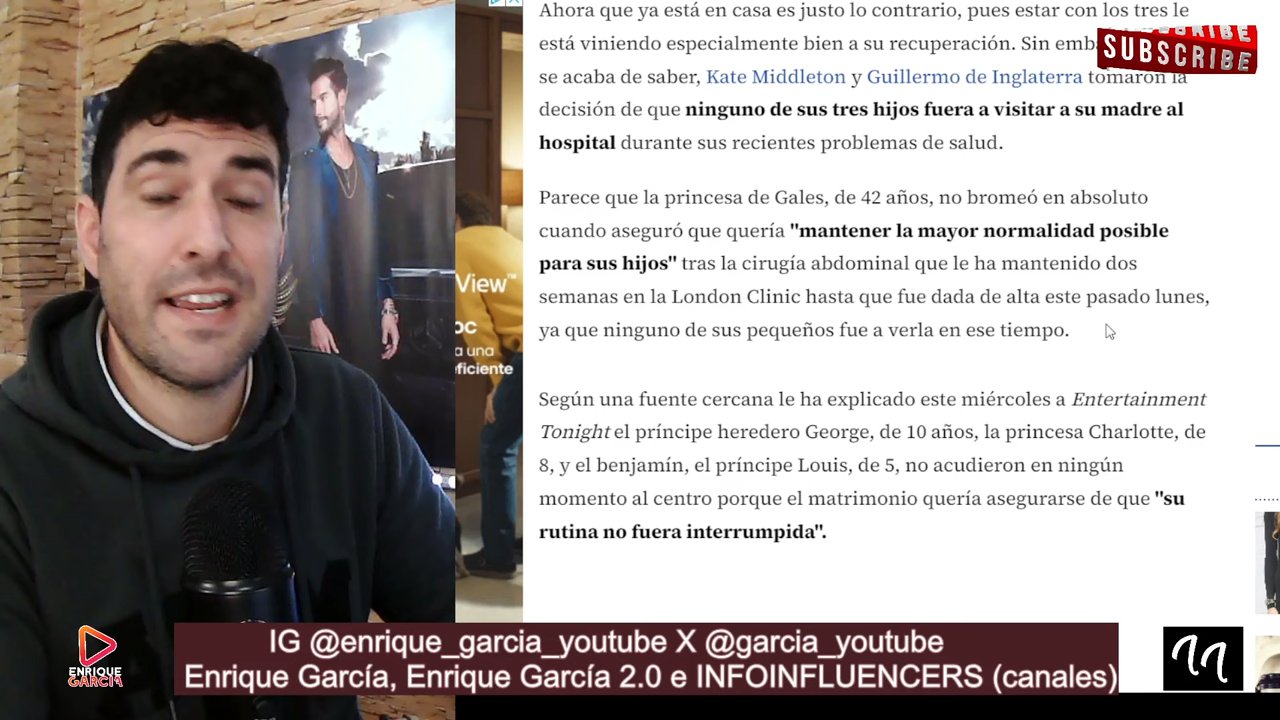 Ahora que ya está en casa es justo lo contrario, pues estar con los tres le
está viniendo especialmente bien a su recuperación. Sin
se acaba de saber, Kate Middleton y Guillermo de Inglaterra tomaron la
decisión de que ninguno de sus tres hijos fuera a visitar a su madre al
hospital durante sus recientes problemas de salud.
SUBSCRIBE
SUBSCRIBE
Parece que la princesa de Gales, de 42 años, no bromeó en absoluto
cuando aseguró que quería "mantener la mayor normalidad posible
para sus hijos" tras la cirugía abdominal que le ha mantenido dos
semanas en la London Clinic hasta que fue dada de alta este pasado lunes,
ya que ninguno de sus pequeños fue a verla en ese tiempo.
View™
a una
eficiente
Según una fuente cercana le ha explicado este miércoles a Entertainment
Tonight el príncipe heredero George, de 10 años, la princesa Charlotte, de
8, y el benjamín, el príncipe Louis, de 5, no acudieron en ningún
momento al centro porque el matrimonio quería asegurarse de que "su
rutina no fuera interrumpida".
IG @enrique_garcia_youtube X @garcia_youtube
Enrique García, Enrique García 2.0 e INFOINFLUENCERS (canales)
ENRIQUE
GARCÍA